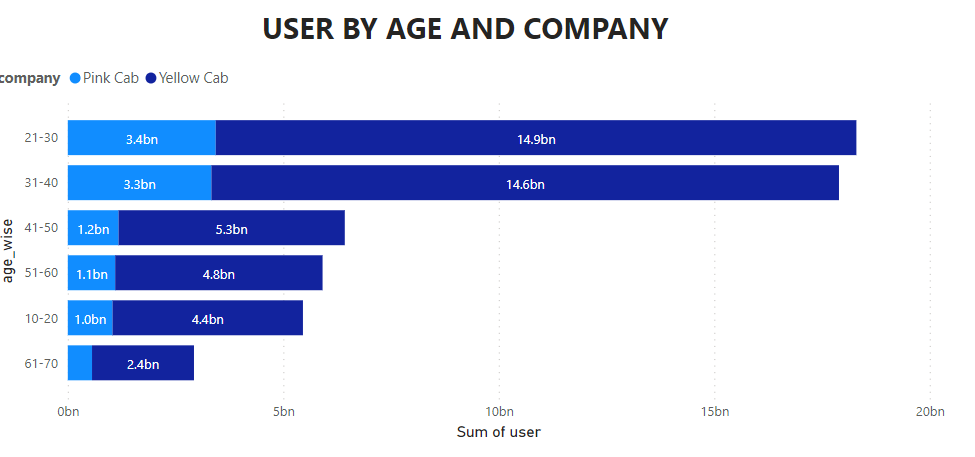 USER BY AGE AND COMPANY
company Pink Cab Yellow Cab
21-30 3.4bn 14.9bn
31-40 3.3bn 14.6bn
41-50 1.2bn 5.3bn
51-60 1.1bn 4.8bn
10-20 1.0bn 4.4bn
61-70 2.4bn
age_wise
0bn 5bn 10bn 15bn 20bn
Sum of user